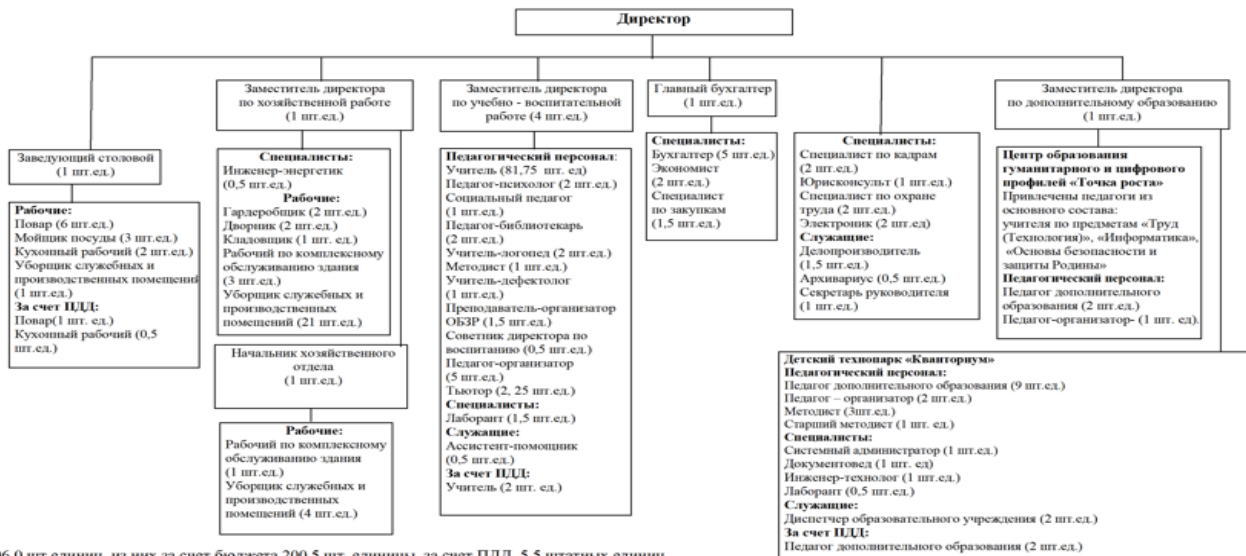 Директор
Заведующий столовой
(1 шт.ед.)
Рабочие:
Повар (6 шт.ед.)
Мойщик посуды (3 шт.ед.)
Кухонный рабочий (2 шт.ед.)
Уборщик служебных и
производственных помещений
(1 шт.ед.)
За счет ПДД:
Повар(1 шт. ед.)
Кухонный рабочий (0,5
шт.ед.)
Заместитель директора
по хозяйственной работе
(1 шт.ед.)
Специалисты:
Инженер-энергетик
(0,5 шт.ед.)
Рабочие:
Гардеробщик (2 шт.ед.)
Дворник (2 шт.ед.)
Кладовщик (1 шт. ед.)
Рабочий по комплексному
обслуживанию здания
(3 шт.ед.)
Уборщик служебных и
производственных
помещений (21 шт.ед.)
Начальник хозяйственного
отдела
(1 шт.ед.)
Рабочие:
Рабочий по комплексному
обслуживанию здания
(1 шт.ед.)
Уборщик служебных и
производственных
помещений (4 шт.ед.)
Заместитель директора
по учебно - воспитательной
работе (4 шт.ед.)
Педагогический персонал:
Учитель (81,75 шт. ед)
Педагог-психолог (2 шт.ед.)
Социальный педагог
(1 шт.ед.)
Педагог-библиотекарь
(2 шт.ед.)
Учитель-логопед (2 шт.ед.)
Методист (1 шт.ед.)
Учитель-дефектолог
(1 шт.ед.)
Преподаватель-организатор
ОБЗР (1,5 шт.ед.)
Советник директора по
воспитанию (0,5 шт.ед.)
Педагог-организатор
(5 шт.ед.)
Тьютор (2, 25 шт.ед.)
Специалисты:
Лаборант (1,5 шт.ед.)
Служащие:
Ассистент-помощник
(0,5 шт.ед.)
За счет ПДД:
Учитель (2 шт. ед.)
Главный бухгалтер
(1 шт.ед.)
Специалисты:
Бухгалтер (5 шт.ед.)
Экономист
(2 шт.ед.)
Специалист
по закупкам
(1,5 шт.ед.)
Специалисты:
Специалист по кадрам
(2 шт.ед.)
Юрисконсульт (1 шт.ед.)
Специалист по охране
труда (2 шт.ед.)
Электроник (2 шт.ед)
Служащие:
Делопроизводитель
(1,5 шт.ед.)
Архивариус (0,5 шт.ед.)
Секретарь руководителя
(1 шт.ед.)
Заместитель директора
по дополнительному образованию
(1 шт.ед.)
Центр образования
гуманитарного и цифрового
профилей «Точка роста»
Привлечены педагоги из
основного состава:
учителя по предметам «Труд
(Технология)», «Информатика»,
«Основы безопасности и
защиты Родины»
Педагогический персонал:
Педагог дополнительного
образования (2 шт.ед.)
Педагог-организатор- (1 шт. ед).
Детский технопарк «Кванториум»
Педагогический персонал:
Педагог дополнительного образования (9 шт.ед.)
Педагог – организатор (2 шт.ед.)
Методист (3шт.ед.)
Старший методист (1 шт. ед.)
Специалисты:
Системный администратор (1 шт.ед.)
Документовед (1 шт. ед)
Инженер-технолог (1 шт.ед.)
Лаборант (0,5 шт.ед.)
Служащие:
Диспетчер образовательного учреждения (2 шт.ед.)
За счет ПДД:
Педагог дополнительного образования (2 шт.ед.)
06,0 шт.единиц, из них за счет бюджета 200,5 шт. единицы, за счет ПДД 5,5 штатных единиц